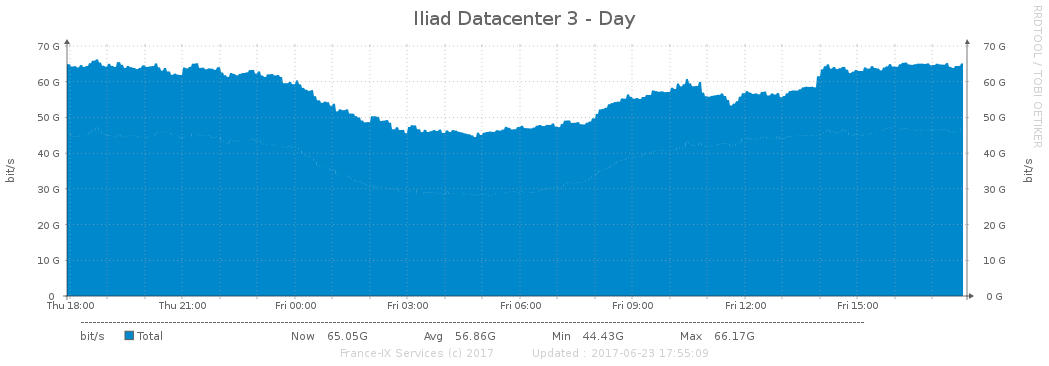 Iliad Datacenter 3 - Day
RRDTOOL / TOBI OETIKER
70 G 70 G
60 G 60 G
50 G 50 G
40 G 40 G
30 G 30 G
20 G 20 G
10 G 10 G
0 0 G
bit/s bit/s
Thu 18:00 Thu 21:00 Fri 00:00 Fri 03:00 Fri 06:00 Fri 09:00 Fri 12:00 Fri 15:00
bit/s Total Now 65.05G Avg 56.86G Min 44.43G Max 66.17G
France-IX Services (c) 2017 Updated : 2017-06-23 17:55:09